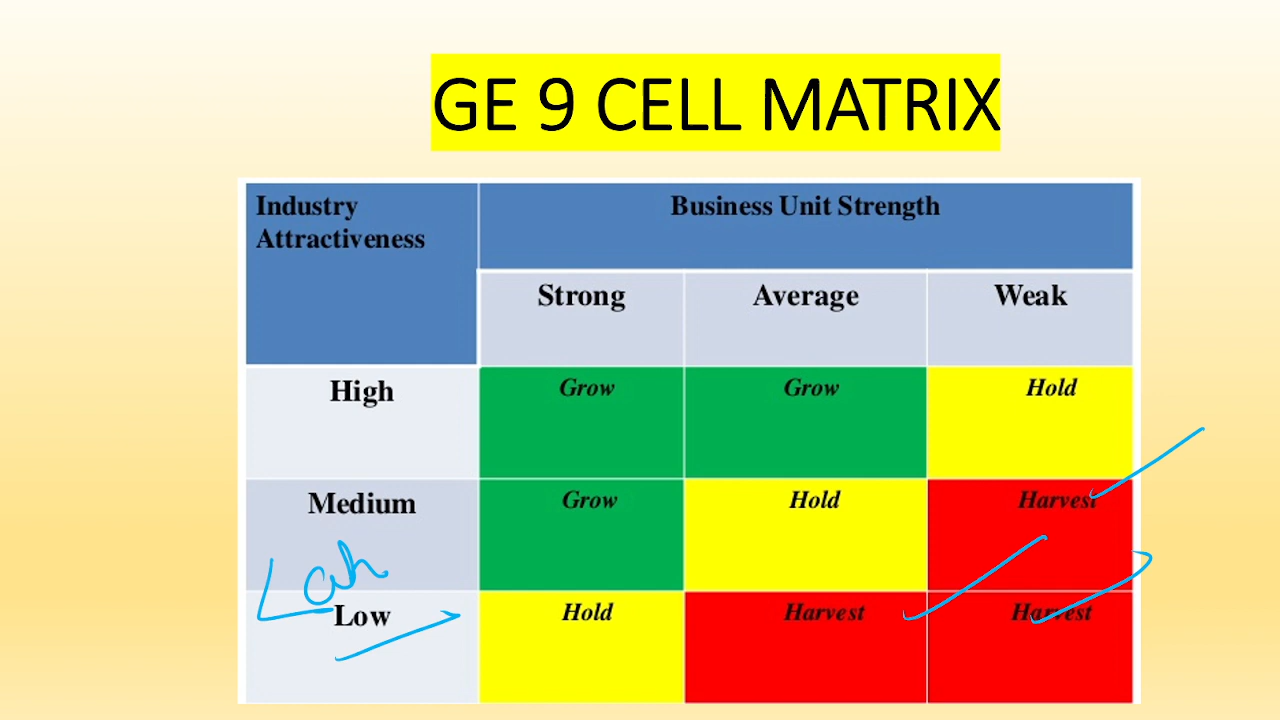 GE 9 CELL MATRIX
Industry Attractiveness
Business Unit Strength
Strong Average Weak
High Grow Grow Hold
Medium Grow Hold Harvest
Low Hold Harvest Harvest